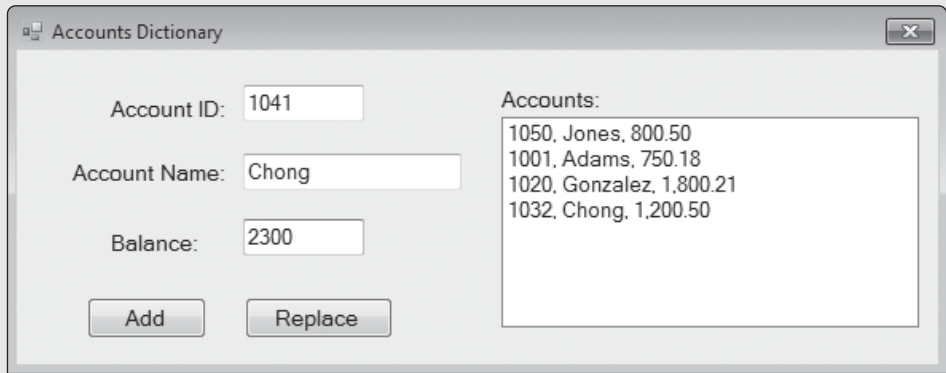 Accounts Dictionary
Account ID: 1041
Account Name: Chong
Balance: 2300
Add Replace
Accounts:
1050, Jones, 800.50
1001, Adams, 750.18
1020, Gonzalez, 1,800.21
1032, Chong, 1,200.50